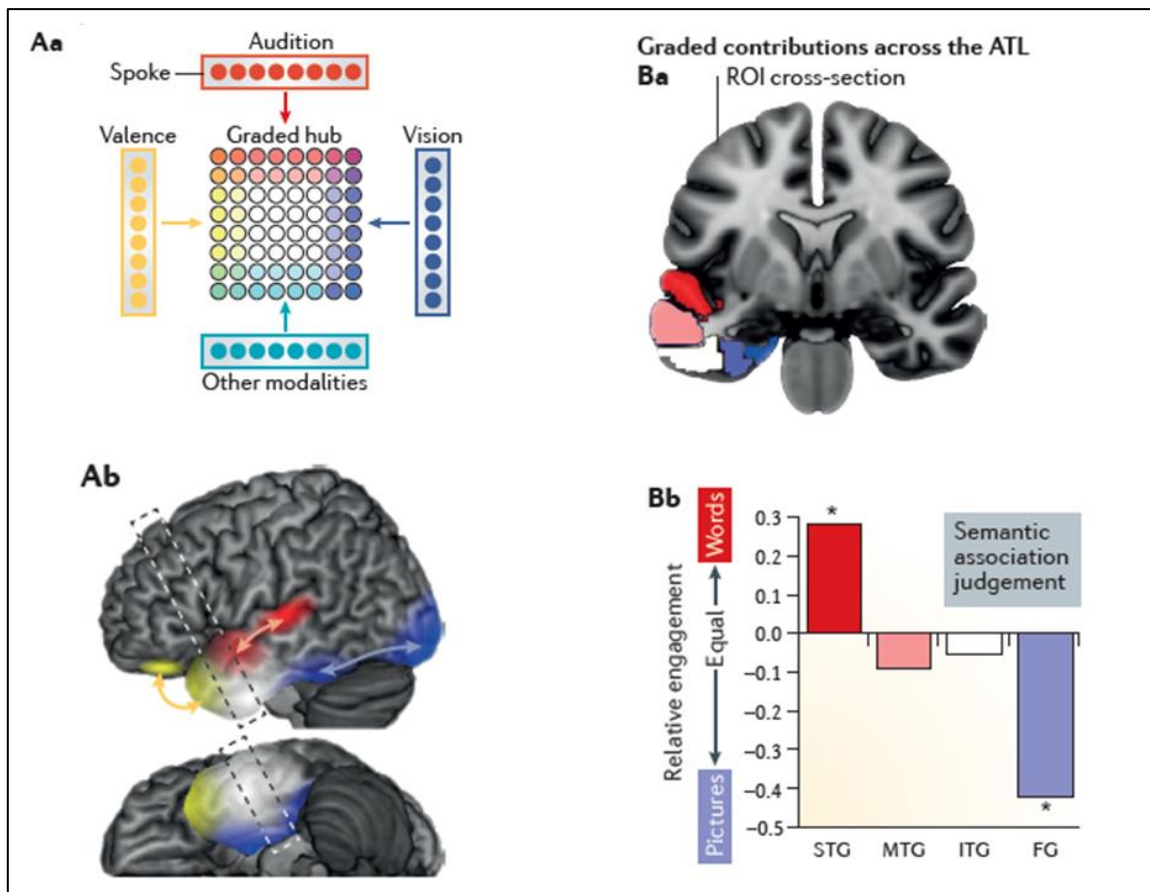 Aa
Audition
Spoke
Valence
Graded hub
Vision
Other modalities
Graded contributions across the ATL
Ba
ROI cross-section
Ab
Bb
Words
Equal
Pictures
Relative engagement
0.3
0.2
0.1
0.0
−0.1
−0.2
−0.3
−0.4
−0.5
*
*
Semantic
association
judgement
STG
MTG
ITG
FG